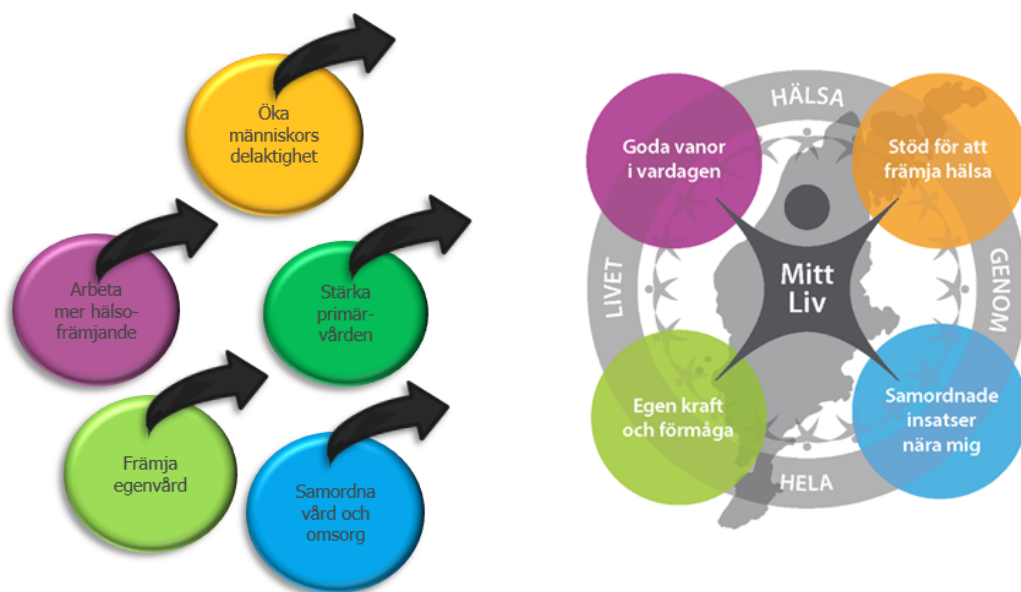 Öka
människors
delaktighet
Arbeta
mer hälso-
främjande
Stärka
primär-
vården
Främja
egenvård
Samordna
vård och
omsorg
HÄLSA
GENOM
HELA
LIVET
Goda vanor
i vardagen
Stöd för att
främja hälsa
Mitt
Liv
Egen kraft
och förmåga
Samordnade
insatser
nära mig